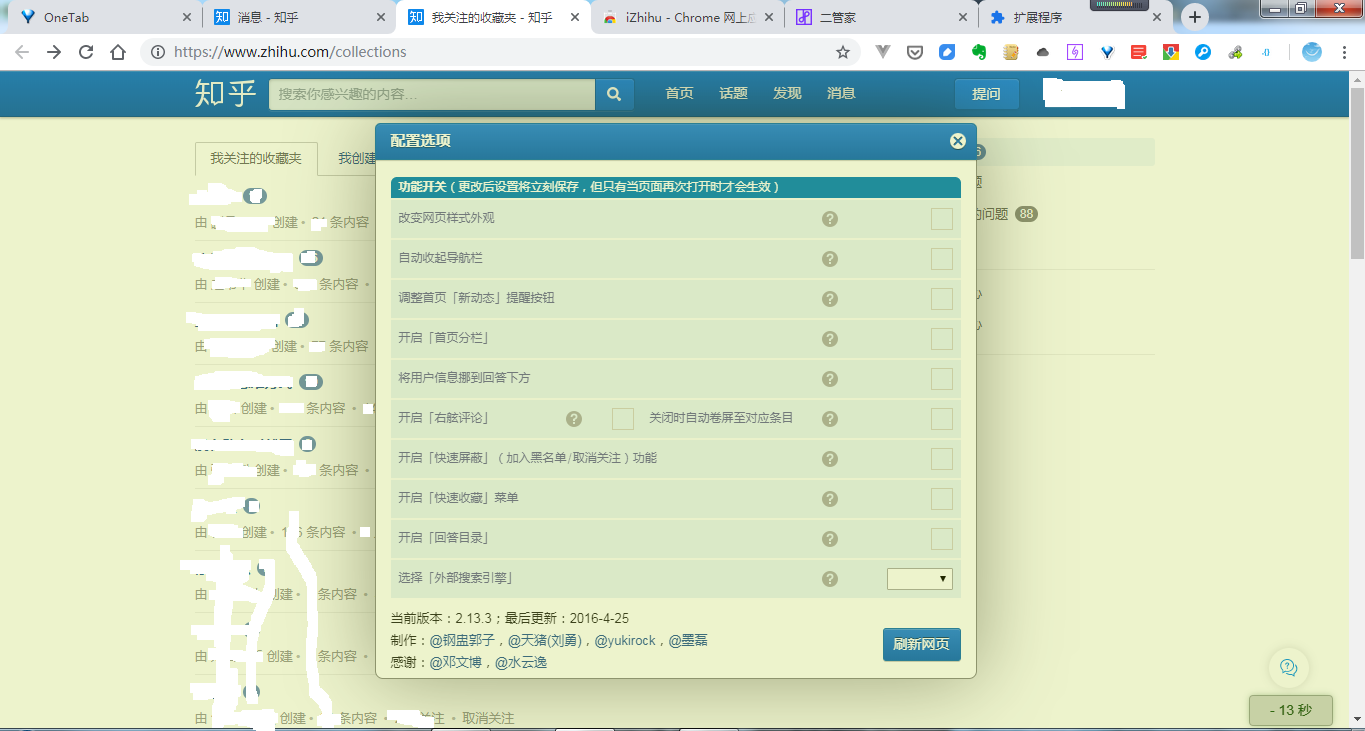 OneTab
消息 - 知乎
我关注的收藏夹 - 知乎
iZhihu - Chrome 网上应
二管家
扩展程序
https://www.zhihu.com/collections
知乎
搜索你感兴趣的内容...
首页
话题
发现
消息
提问
我关注的收藏夹
我创建
配置选项
功能开关（更改后设置将立刻保存，但只有当页面再次打开时才会生效）
改变网页样式外观
自动收起导航栏
调整首页「新动态」提醒按钮
开启「首页分栏」
将用户信息挪到回答下方
开启「右舷评论」
关闭时自动卷屏至对应条目
开启「快速屏蔽」（加入黑名单/取消关注）功能
开启「快速收藏」菜单
开启「回答目录」
选择「外部搜索引擎」
当前版本：2.13.3；最后更新：2016-4-25
制作：@钢盅郭子，@天猪(刘勇)，@yukirock，@墨磊
感谢：@邓文博，@水云逸
刷新网页
由 创建 • 条内容
由 创建 • 条内容 •
由 创建 • 条内容
由 创建 • 条内容 •
由 创建 • 条内容 •
由 创建 • 条内容 •
由 创建 • 条内容
由 创建 • 条内容 •
由 创建 • 条内容 • 关注 • 取消关注
题
的问题 88
心
心
- 13 秒